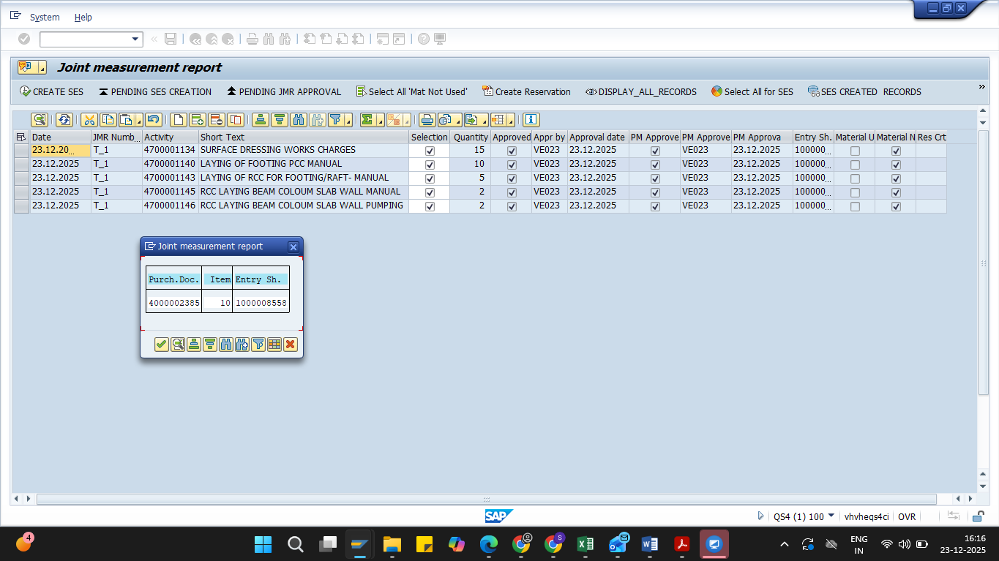 System Help
Joint measurement report
CREATE SES PENDING SES CREATION PENDING JMR APPROVAL Select All 'Mat Not Used' Create Reservation DISPLAY_ALL_RECORDS Select All for SES SES CREATED RECORDS »
Date JMR Numb... Activity Short Text Selection Quantity Approved Appr by Approval date PM Approve PM Approve PM Approva Entry Sh. Material U Material N Res Crt
23.12.20... T_1 4700001134 SURFACE DRESSING WORKS CHARGES 15 VE023 23.12.2025 VE023 23.12.2025 100000...
23.12.2025 T_1 4700001140 LAYING OF FOOTING PCC MANUAL 10 VE023 23.12.2025 VE023 23.12.2025 100000...
23.12.2025 T_1 4700001143 LAYING OF RCC FOR FOOTING/RAFT- MANUAL 5 VE023 23.12.2025 VE023 23.12.2025 100000...
23.12.2025 T_1 4700001145 RCC LAYING BEAM COLOUM SLAB WALL MANUAL 2 VE023 23.12.2025 VE023 23.12.2025 100000...
23.12.2025 T_1 4700001146 RCC LAYING BEAM COLOUM SLAB WALL PUMPING 2 VE023 23.12.2025 VE023 23.12.2025 100000...
Joint measurement report
Purch.Doc. Item Entry Sh.
4000002385 10 1000008558
SAP QS4 (1) 100 vhvheqs4ci OVR
4 S ENG 16:16
IN 23-12-2025